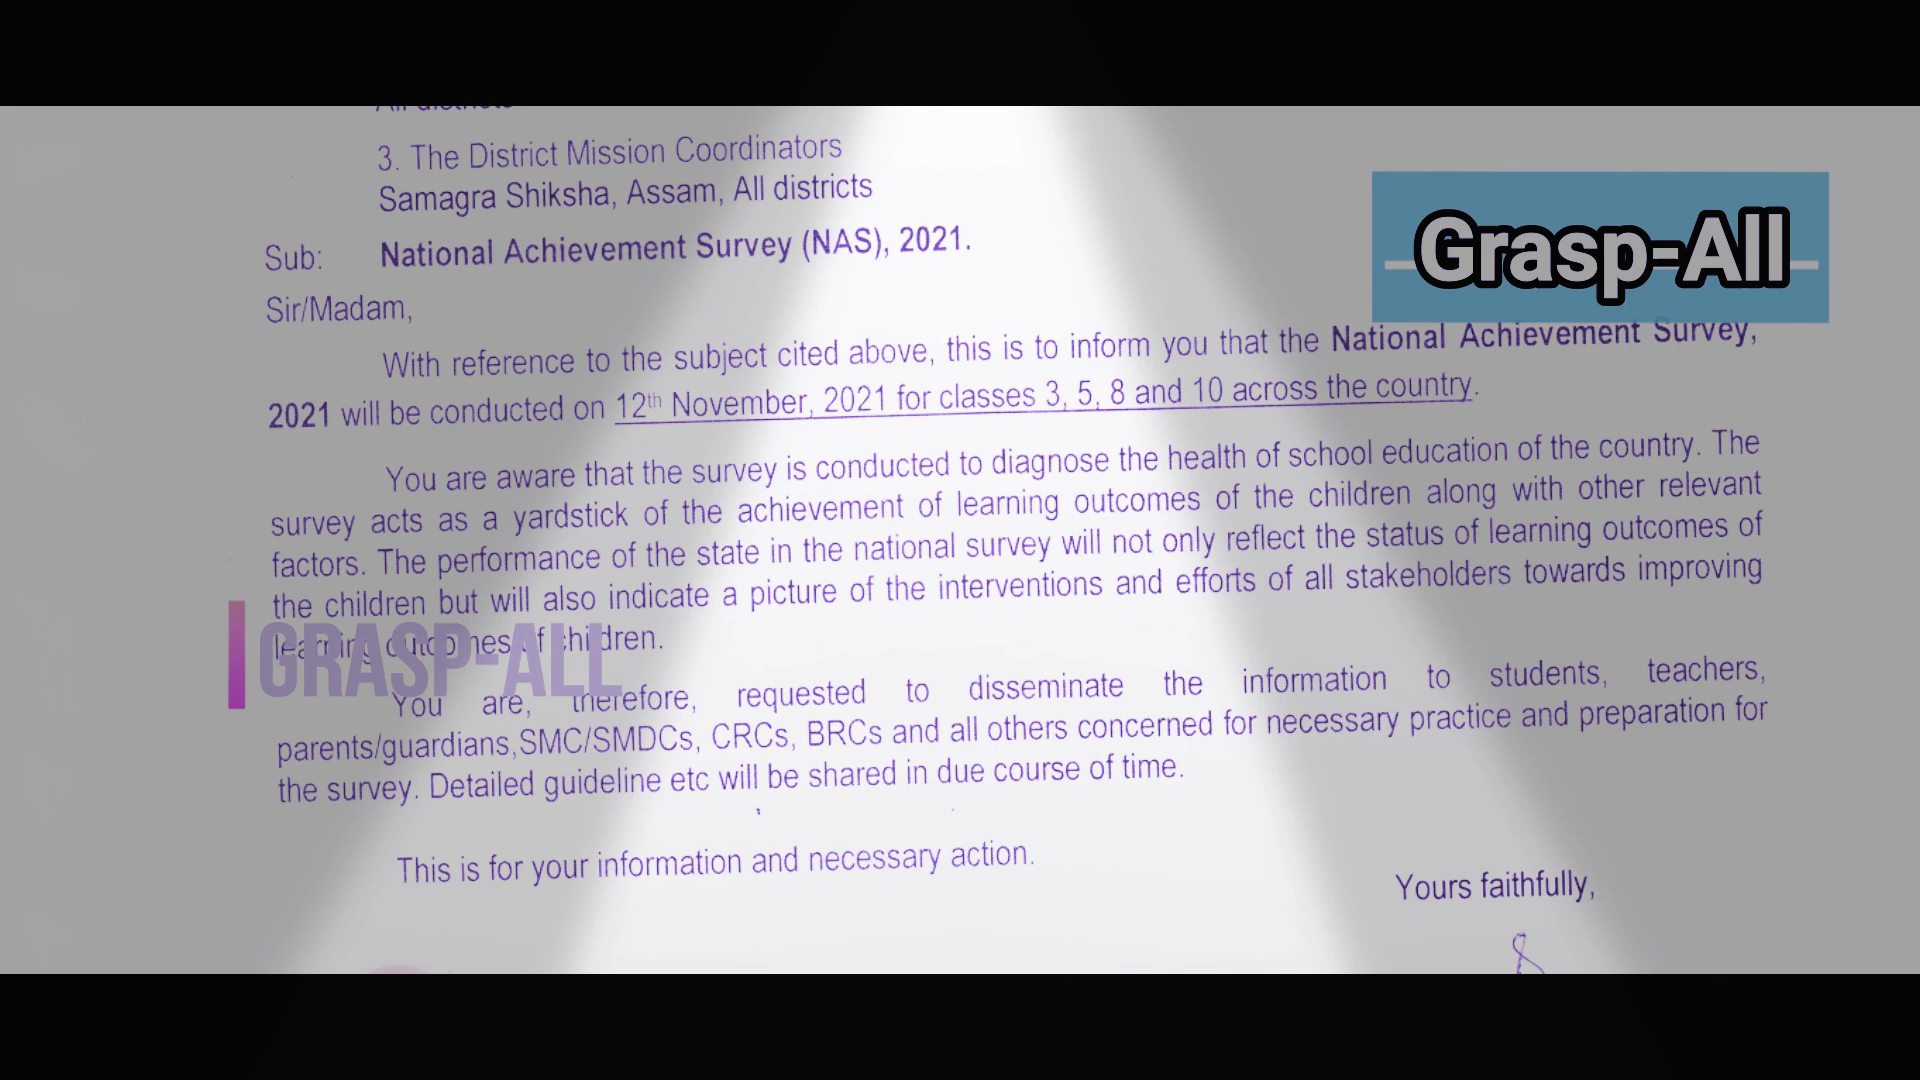 All districts
3. The District Mission Coordinators
Samagra Shiksha, Assam, All districts
Grasp-All
Sub: National Achievement Survey (NAS), 2021.
Sir/Madam,
With reference to the subject cited above, this is to inform you that the National Achievement Survey,
2021 will be conducted on 12th November, 2021 for classes 3, 5, 8 and 10 across the country.
You are aware that the survey is conducted to diagnose the health of school education of the country. The
survey acts as a yardstick of the achievement of learning outcomes of the children along with other relevant
factors. The performance of the state in the national survey will not only reflect the status of learning outcomes of
the children but will also indicate a picture of the interventions and efforts of all stakeholders towards improving
learning outcomes of children.
GRASP-ALL
You are, therefore, requested to disseminate the information to students, teachers,
parents/guardians,SMC/SMDCs, CRCs, BRCs and all others concerned for necessary practice and preparation for
the survey. Detailed guideline etc will be shared in due course of time.
This is for your information and necessary action.
Yours faithfully,